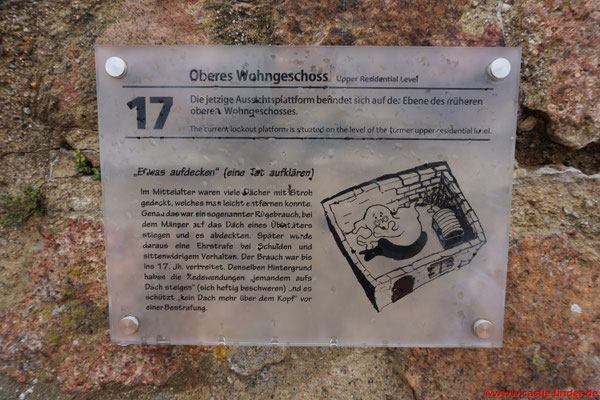 Oberes Wohngeschoss Upper Residential Level
17
Die jetzige Aussichtsplattform befindet sich auf der Ebene des früheren
oberen Wohngeschosses.
The current lookout platform is situated on the level of the former upper residential level.
„Etwas aufdecken" (eine Tat aufklären)
Im Mittelalter waren viele Dächer mit Stroh
gedeckt, welches man leicht entfernen konnte.
Genau das war ein sogenannter Rügebrauch, bei
dem Männer auf das Dach eines Übeltäters
stiegen und es abdeckten. Später wurde
daraus eine Ehrstrafe bei Schulden und
sittenwidrigem Verhalten. Der Brauch war bis
ins 17. Jh. verbreitet. Denselben Hintergrund
haben die Redewendungen „jemandem aufs
Dach steigen" (sich heftig beschweren) und es
schützt „kein Dach mehr über dem Kopf" vor
einer Bestrafung.